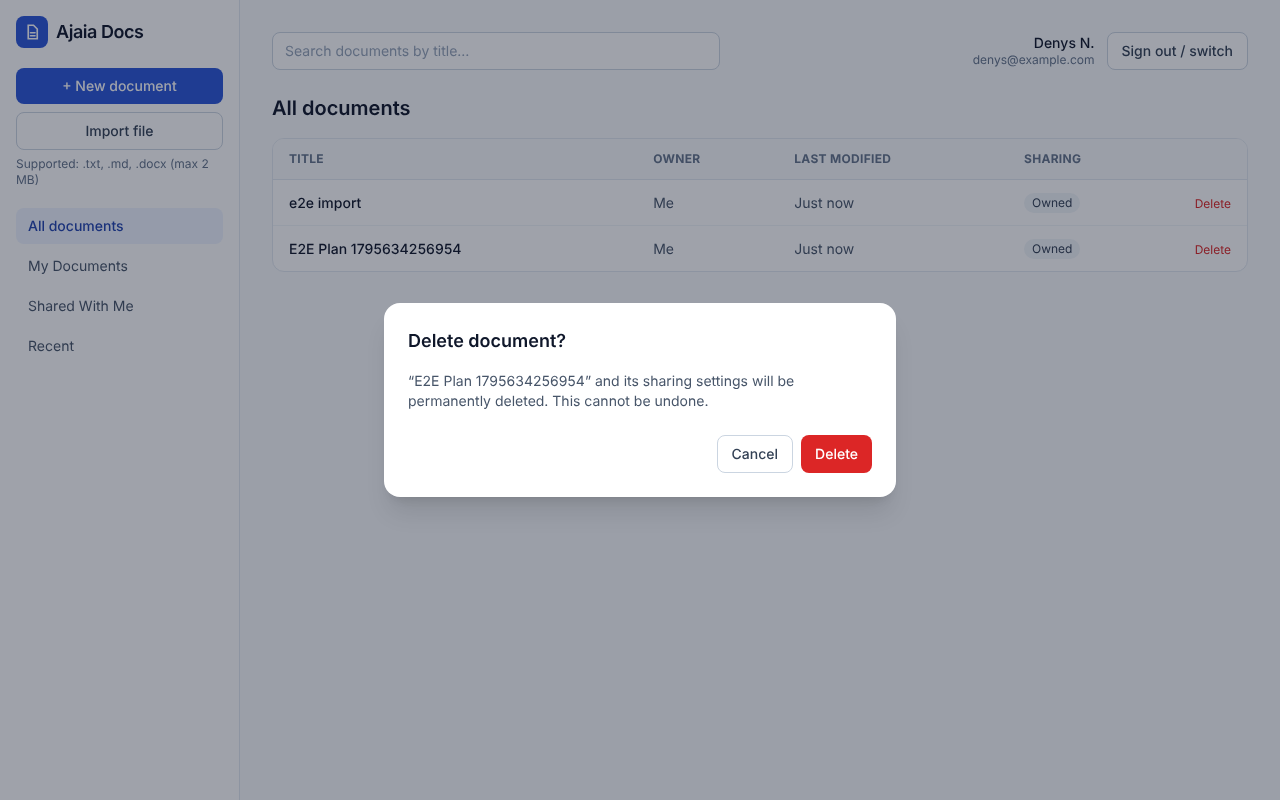 Ajaia Docs
+ New document
Import file
Supported: .txt, .md, .docx (max 2
MB)
All documents
My Documents
Shared With Me
Recent
Search documents by title...
Denys N.
denys@example.com
Sign out / switch
All documents
TITLE OWNER LAST MODIFIED SHARING
e2e import Me Just now Owned Delete
E2E Plan 1795634256954 Me Just now Owned Delete
Delete document?
“E2E Plan 1795634256954” and its sharing settings will be
permanently deleted. This cannot be undone.
Cancel Delete